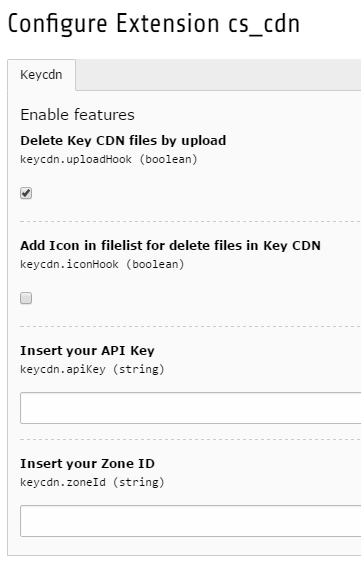 Configure Extension cs_cdn
Keycdn
Enable features
Delete Key CDN files by upload
keycdn.uploadHook (boolean)
Add Icon in filelist for delete files in Key CDN
keycdn.iconHook (boolean)
Insert your API Key
keycdn.apiKey (string)
Insert your Zone ID
keycdn.zoneId (string)